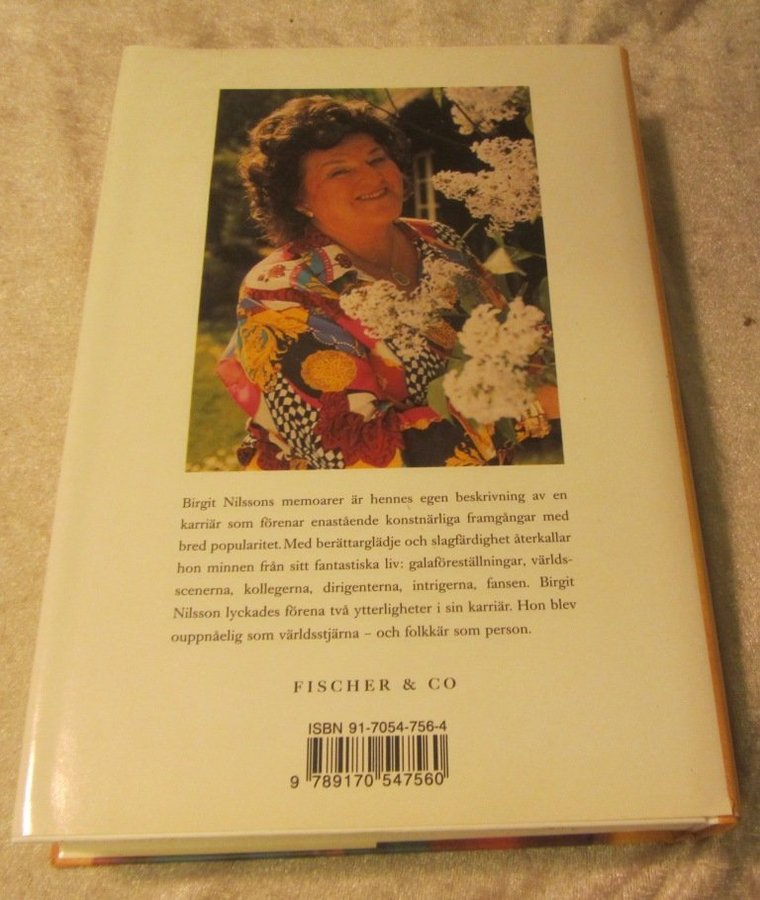 Birgit Nilssons memoarer är hennes egen beskrivning av en
karriär som förenar enastående konstnärliga framgångar med
bred popularitet. Med berättarglädje och slagfärdighet återkallar
hon minnen från sitt fantastiska liv: galaföreställningar, världs-
scenerna, kollegerna, dirigenterna, intrigerna, fansen. Birgit
Nilsson lyckades förena två ytterligheter i sin karriär. Hon blev
ouppnåelig som världsstjärna – och folkkär som person.
FISCHER & CO
ISBN 91-7054-756-4
9 789170 547560